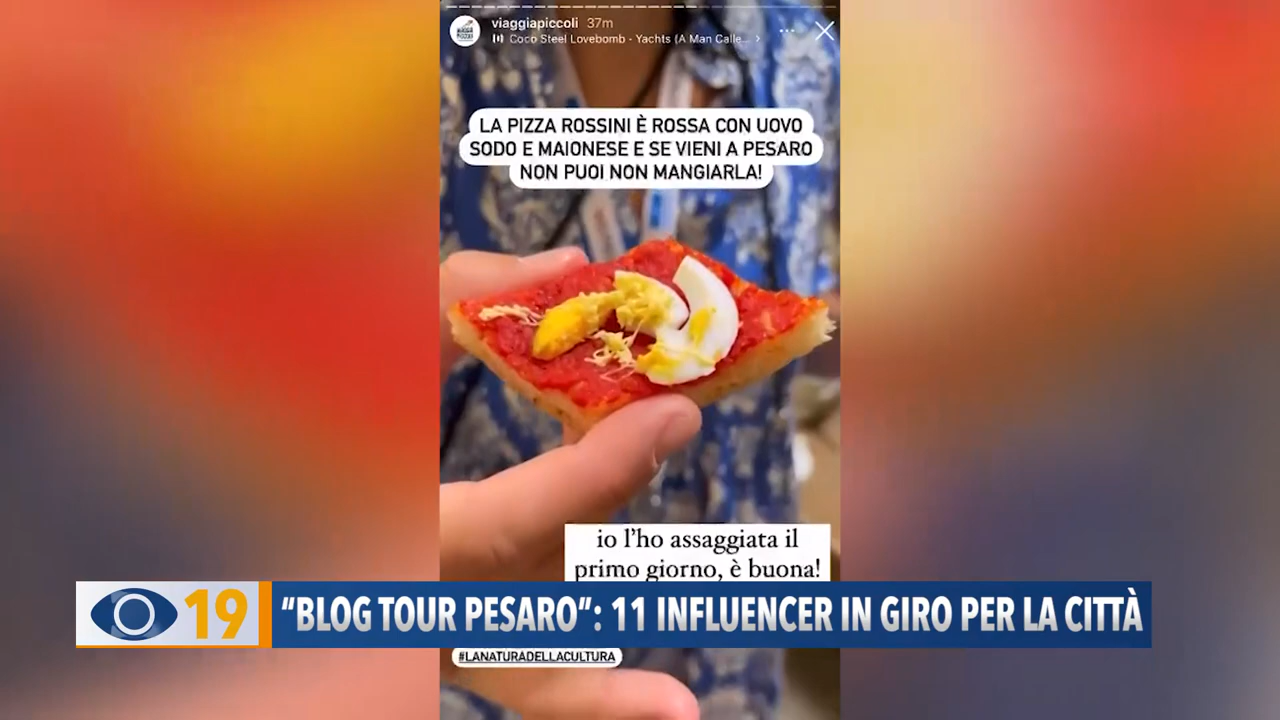 viaggiapiccoli 37m
Coco Steel Lovebomb - Yachts (A Man Calle... >
LA PIZZA ROSSINI È ROSSA CON UOVO
SODO E MAIONESE E SE VIENI A PESARO
NON PUOI NON MANGIARLA!
io l'ho assaggiata il
primo giorno, è buona!
19 “BLOG TOUR PESARO”: 11 INFLUENCER IN GIRO PER LA CITTÀ
#LANATURADELLACULTURA